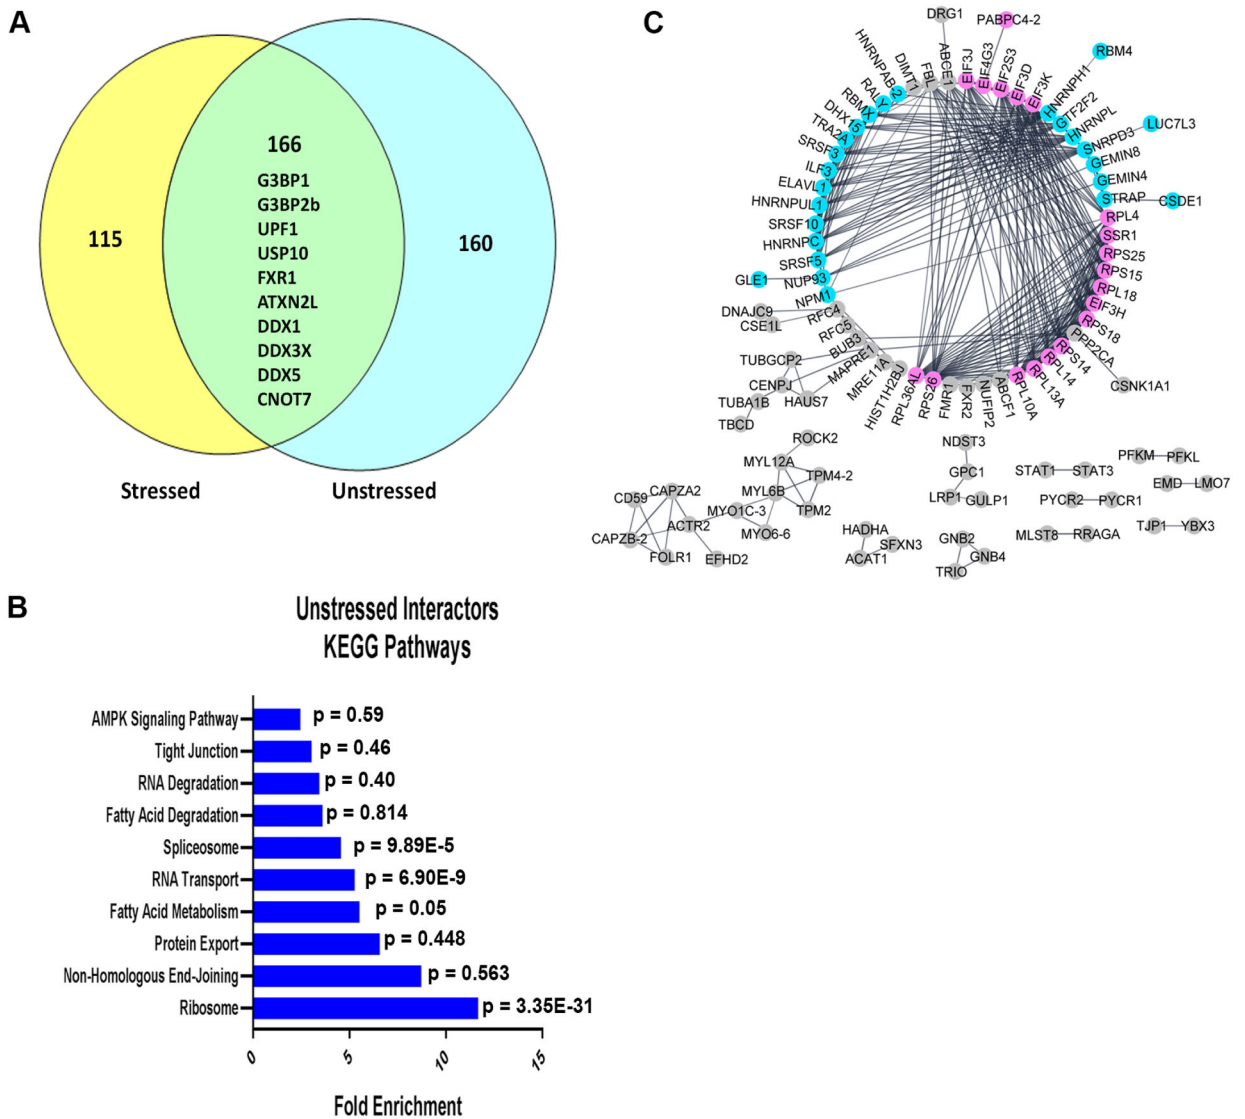 A
166
G3BP1
G3BP2b
UPF1
USP10
FXR1
ATXN2L
DDX1
DDX3X
DDX5
CNOT7
115
160
Stressed
Unstressed
B
Unstressed Interactors
KEGG Pathways
AMPK Signaling Pathway p = 0.59
Tight Junction p = 0.46
RNA Degradation p = 0.40
Fatty Acid Degradation p = 0.814
Spliceosome p = 9.89E-5
RNA Transport p = 6.90E-9
Fatty Acid Metabolism p = 0.05
Protein Export p = 0.448
Non-Homologous End-Joining p = 0.563
Ribosome p = 3.35E-31
0 5 10 15
Fold Enrichment
C
DRG1
PABPC4-2
RBM4
LUC7L3
CSDE1
ABCE1
EIF3J
EIF4G3
EIF2S3
EIF3D
EIF3K
HNRNPH1
GTF2F2
HNRNPL
SNRPD3
GEMIN8
GEMIN4
STRAP
RPL4
SSR1
RPS25
RPS15
RPL18
EIF3H
RPS18
PPP2CA
RPS14
RPL14
RPL13A
RPL10A
ABCF1
NUFIP2
FXR2
FMR1
RPS26
RPL36AL
HIST1H2BJ
MRE11A
MAPRE1
BUB3
RFC5
RFC4
NPM1
NUP93
SRSF5
HNRNPC
SRSF10
HNRNPUL1
ELAVL1
ILF3
SRSF3
TRA2A
DHX15
RBMX
RALY
HNRNPAB-2
DIMT1
FBL
GLE1
DNAJC9
CSE1L
TUBGCP2
CENPJ
HAUS7
TUBA1B
TBCD
CSNK1A1
ROCK2
MYL12A
TPM4-2
MYL6B
TPM2
MYO1C-3
MYO6-6
CD59
CAPZA2
ACTR2
CAPZB-2
FOLR1
EFHD2
HADHA
SFXN3
ACAT1
NDST3
GPC1
LRP1
GULP1
GNB2
GNB4
TRIO
STAT1
STAT3
PYCR2
PYCR1
MLST8
RRAGA
PFKM
PFKL
EMD
LMO7
TJP1
YBX3